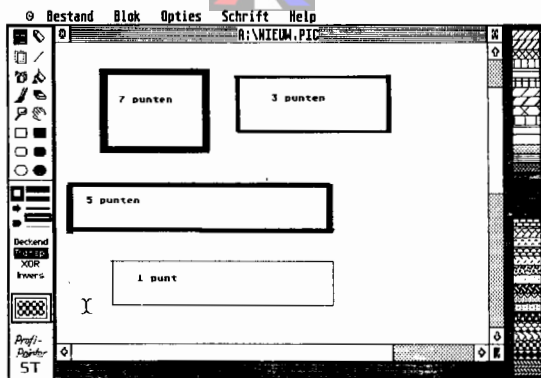 Bestand Blok Opties Schrift Help
A:\NIEUW.PIC
7 punten
3 punten
5 punten
1 punt
Deckend
Transp
XOR
Invers
Profi-
Painter
ST